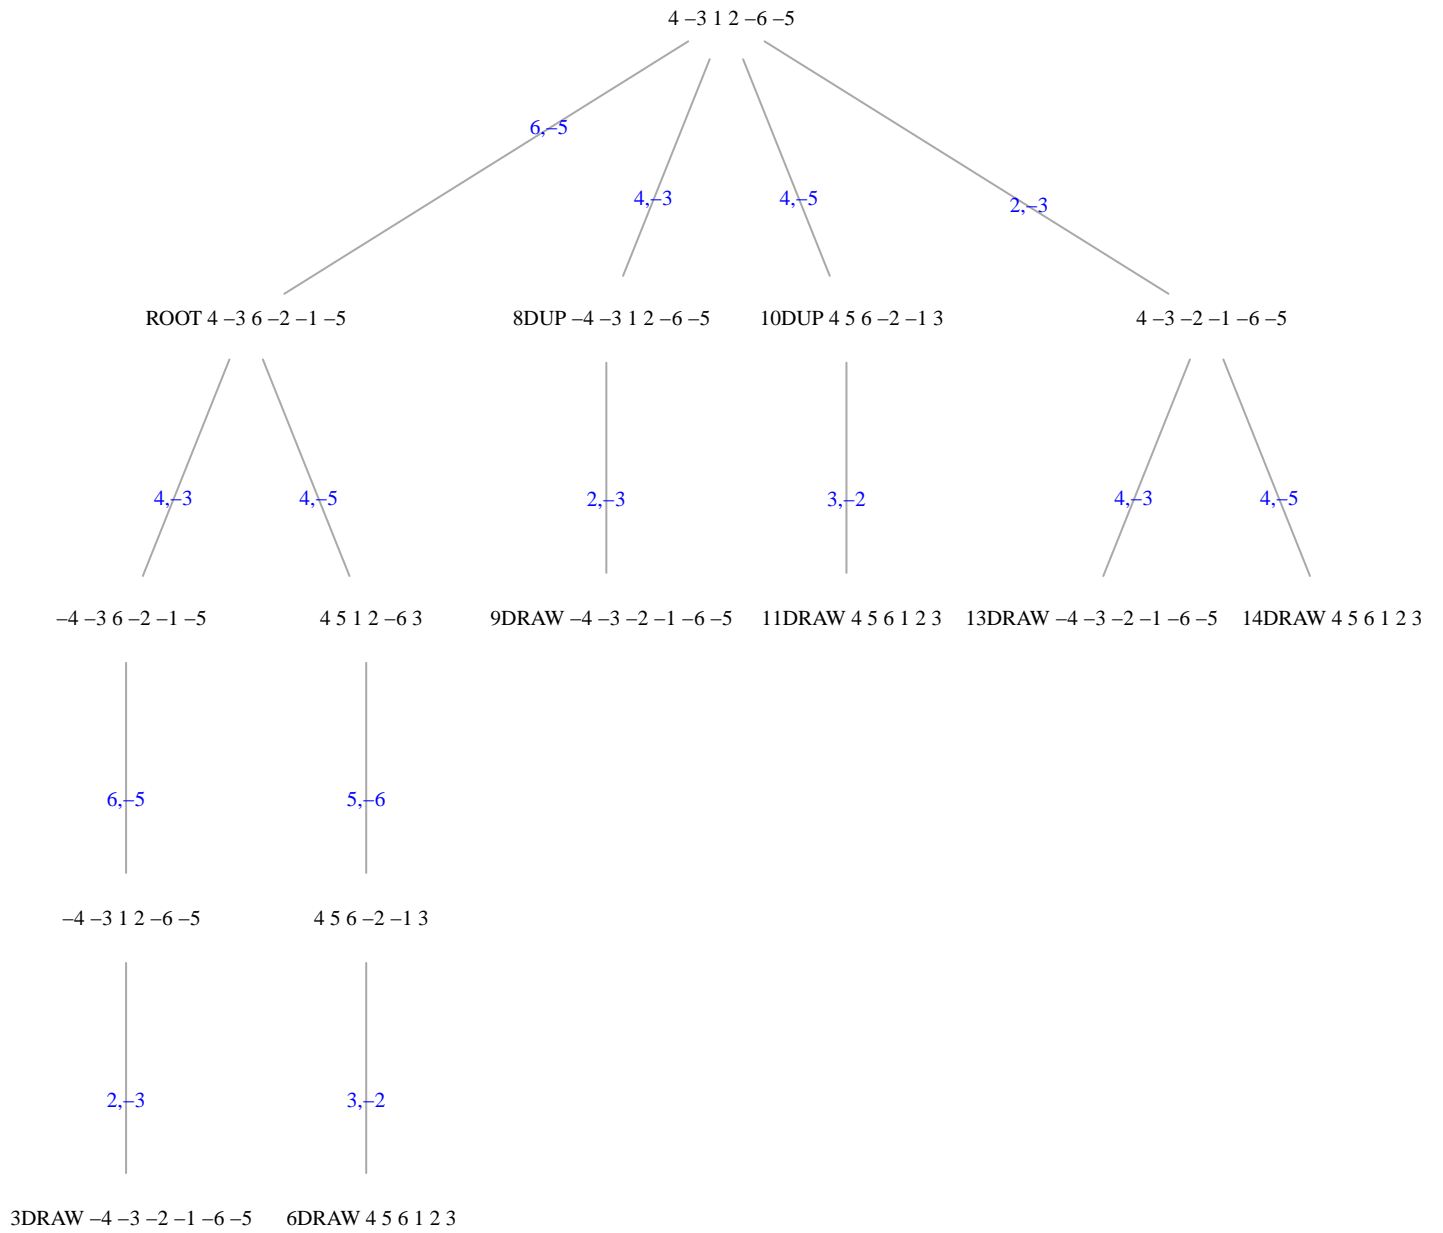 4 –3 1 2 –6 –5
6,–5
4,–3
4,–5
2,–3
ROOT 4 –3 6 –2 –1 –5
8DUP –4 –3 1 2 –6 –5
10DUP 4 5 6 –2 –1 3
4 –3 –2 –1 –6 –5
4,–3
4,–5
2,–3
3,–2
4,–3
4,–5
–4 –3 6 –2 –1 –5
4 5 1 2 –6 3
9DRAW –4 –3 –2 –1 –6 –5
11DRAW 4 5 6 1 2 3
13DRAW –4 –3 –2 –1 –6 –5
14DRAW 4 5 6 1 2 3
6,–5
5,–6
–4 –3 1 2 –6 –5
4 5 6 –2 –1 3
2,–3
3,–2
3DRAW –4 –3 –2 –1 –6 –5
6DRAW 4 5 6 1 2 3